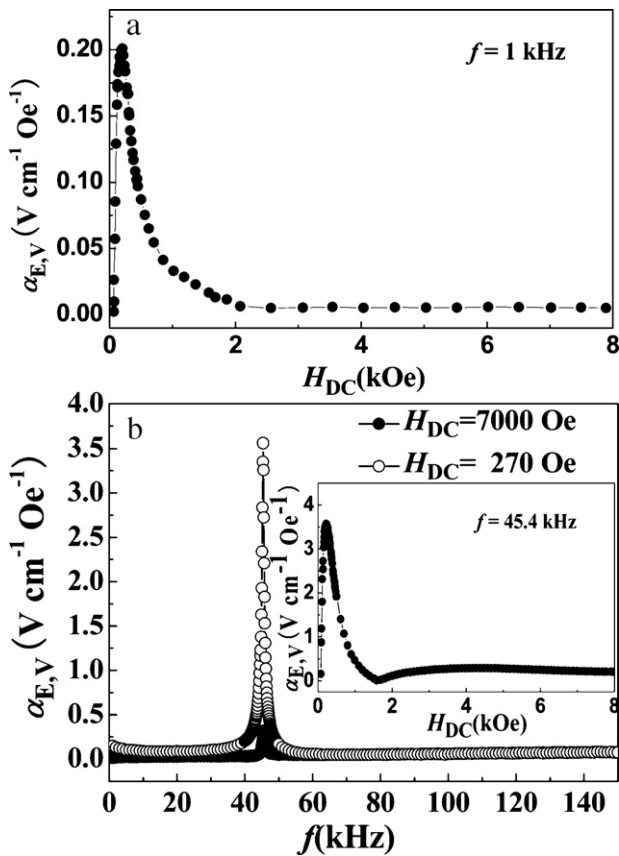 a
f = 1 kHz
0.20
0.15
0.10
0.05
0.00
αE,V (V cm⁻¹ Oe⁻¹)
0 2 4 6 8
HDC(kOe)
b
HDC=7000 Oe
HDC= 270 Oe
4.0
3.5
3.0
2.5
2.0
1.5
1.0
0.5
0.0
αE,V (V cm⁻¹ Oe⁻¹)
f = 45.4 kHz
4
3
2
1
0
αE,V (V cm⁻¹ Oe⁻¹)
0 2 4 6 8
HDC(kOe)
0 20 40 60 80 100 120 140
f(kHz)